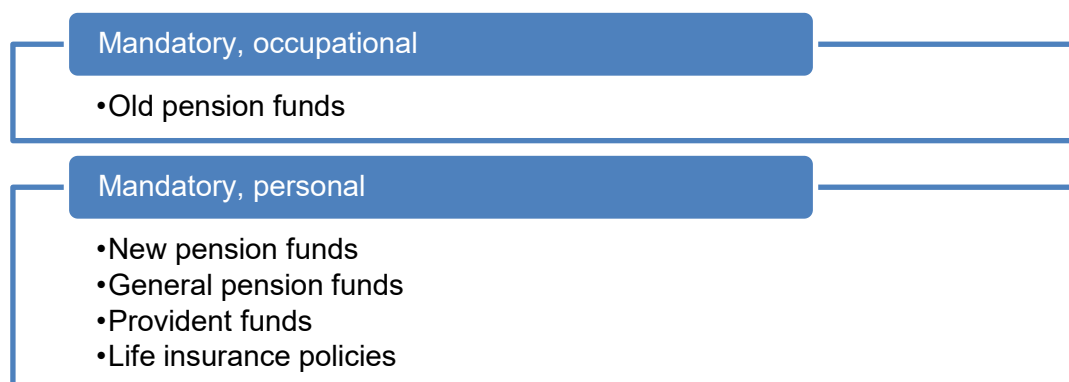 Mandatory, occupational
•Old pension funds
Mandatory, personal
•New pension funds
•General pension funds
•Provident funds
•Life insurance policies